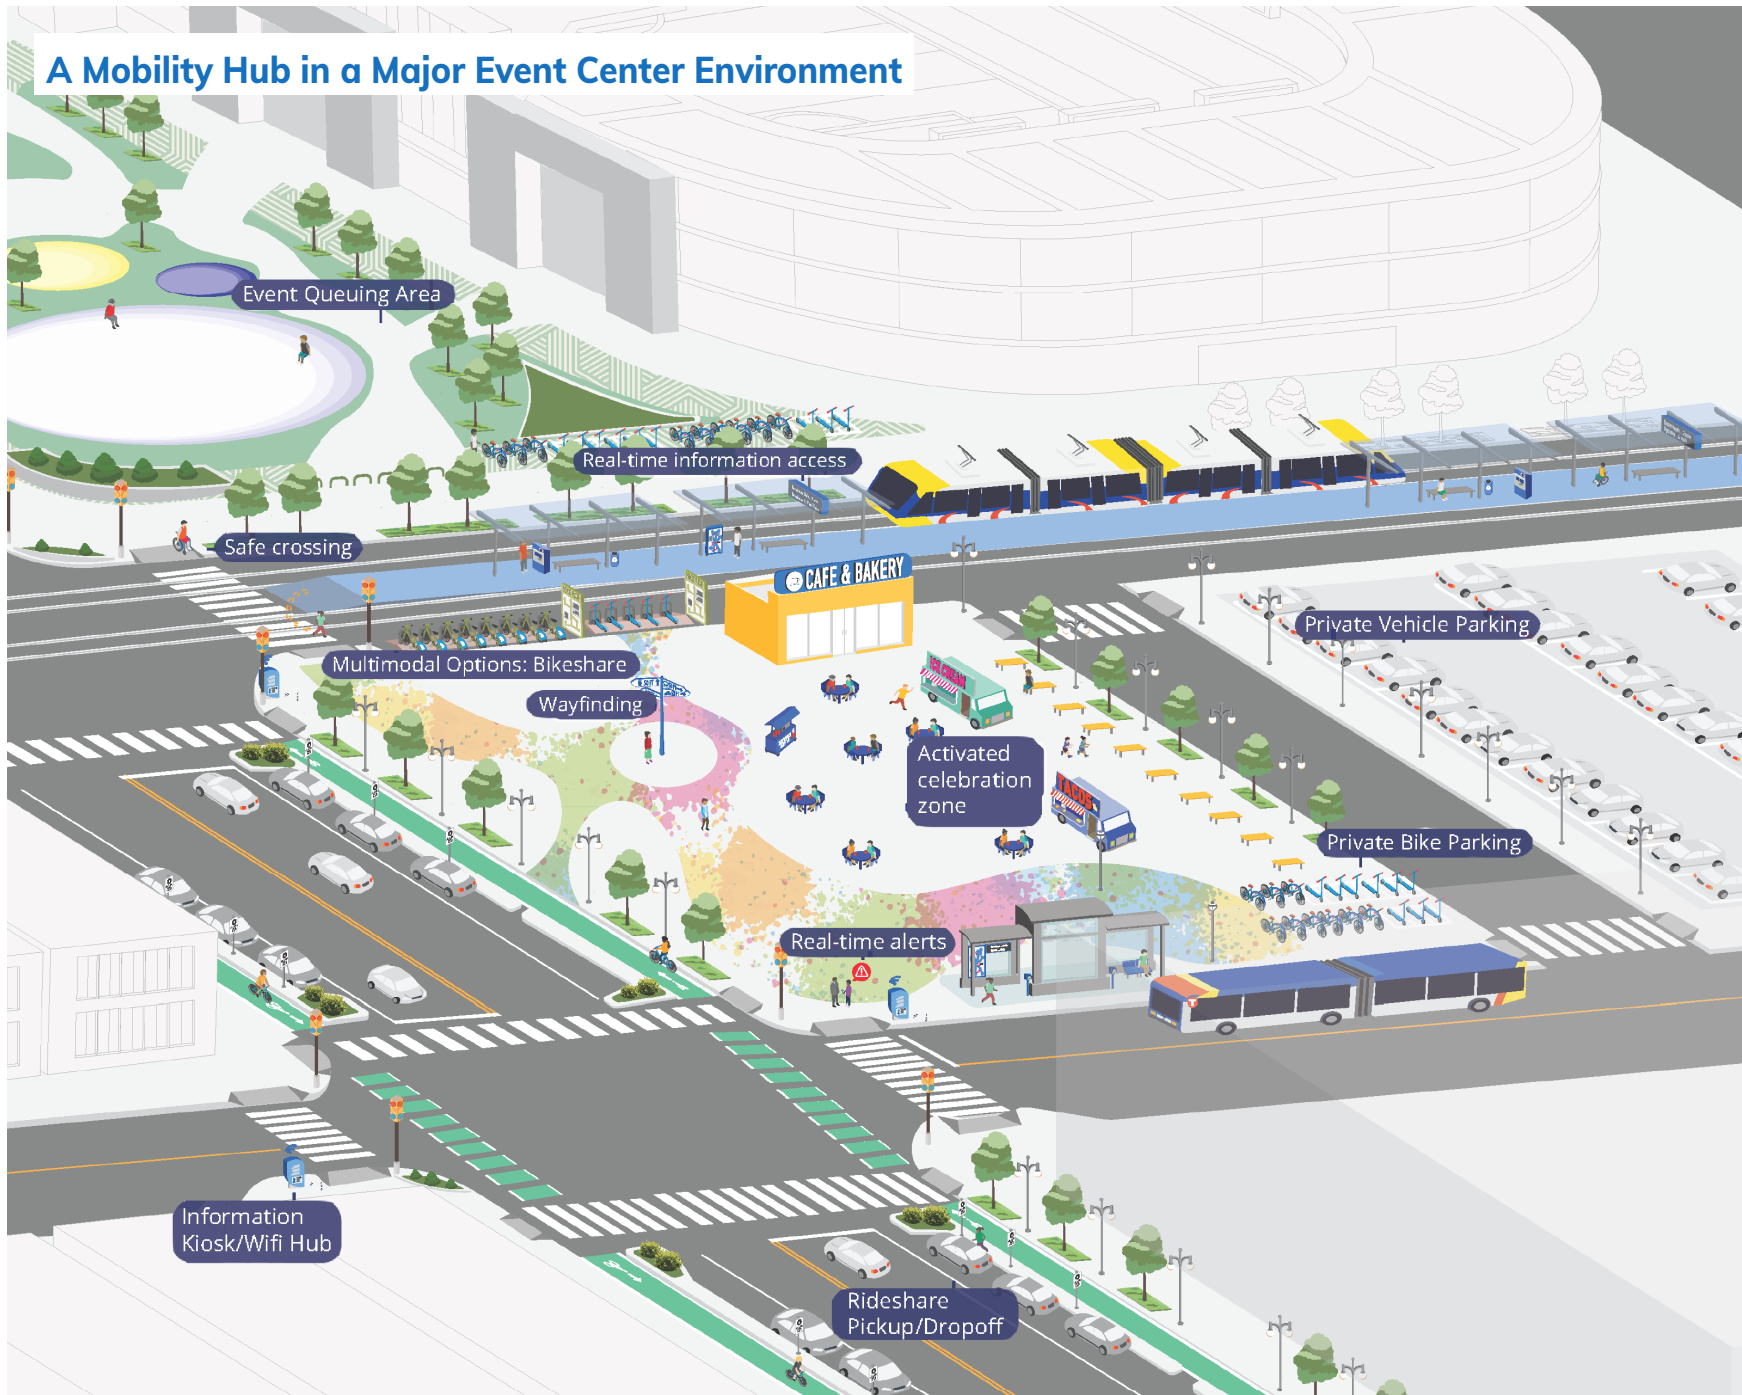 A Mobility Hub in a Major Event Center Environment
Event Queuing Area
Real-time information access
Safe crossing
CAFE & BAKERY
Private Vehicle Parking
Multimodal Options: Bikeshare
ICE CREAM
Wayfinding
Activated
celebration
zone
TACOS
Private Bike Parking
Real-time alerts
T
Information
Kiosk/Wifi Hub
Rideshare
Pickup/Dropoff